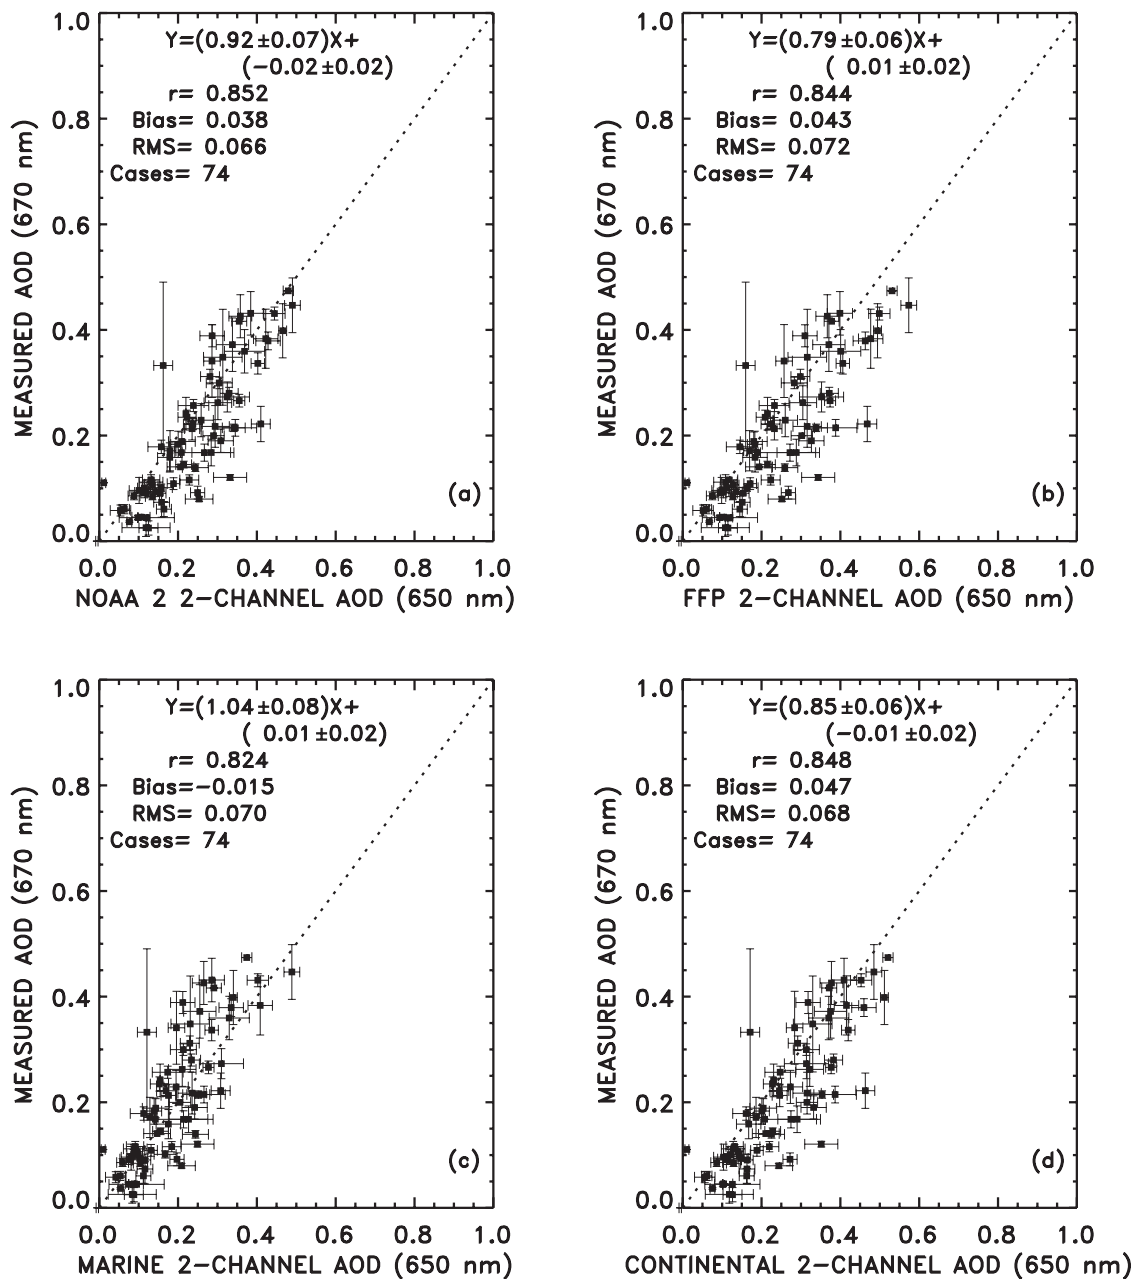 Y=(0.92±0.07)X+
(−0.02±0.02)
r= 0.852
Bias= 0.038
RMS= 0.066
Cases= 74
(a)
MEASURED AOD (670 nm)
1.0
0.8
0.6
0.4
0.2
0.0
0.0 0.2 0.4 0.6 0.8 1.0
NOAA 2 2−CHANNEL AOD (650 nm)
Y=(0.79±0.06)X+
( 0.01±0.02)
r= 0.844
Bias= 0.043
RMS= 0.072
Cases= 74
(b)
MEASURED AOD (670 nm)
1.0
0.8
0.6
0.4
0.2
0.0
0.0 0.2 0.4 0.6 0.8 1.0
FFP 2−CHANNEL AOD (650 nm)
Y=(1.04±0.08)X+
( 0.01±0.02)
r= 0.824
Bias=−0.015
RMS= 0.070
Cases= 74
(c)
MEASURED AOD (670 nm)
1.0
0.8
0.6
0.4
0.2
0.0
0.0 0.2 0.4 0.6 0.8 1.0
MARINE 2−CHANNEL AOD (650 nm)
Y=(0.85±0.06)X+
(−0.01±0.02)
r= 0.848
Bias= 0.047
RMS= 0.068
Cases= 74
(d)
MEASURED AOD (670 nm)
1.0
0.8
0.6
0.4
0.2
0.0
0.0 0.2 0.4 0.6 0.8 1.0
CONTINENTAL 2−CHANNEL AOD (650 nm)